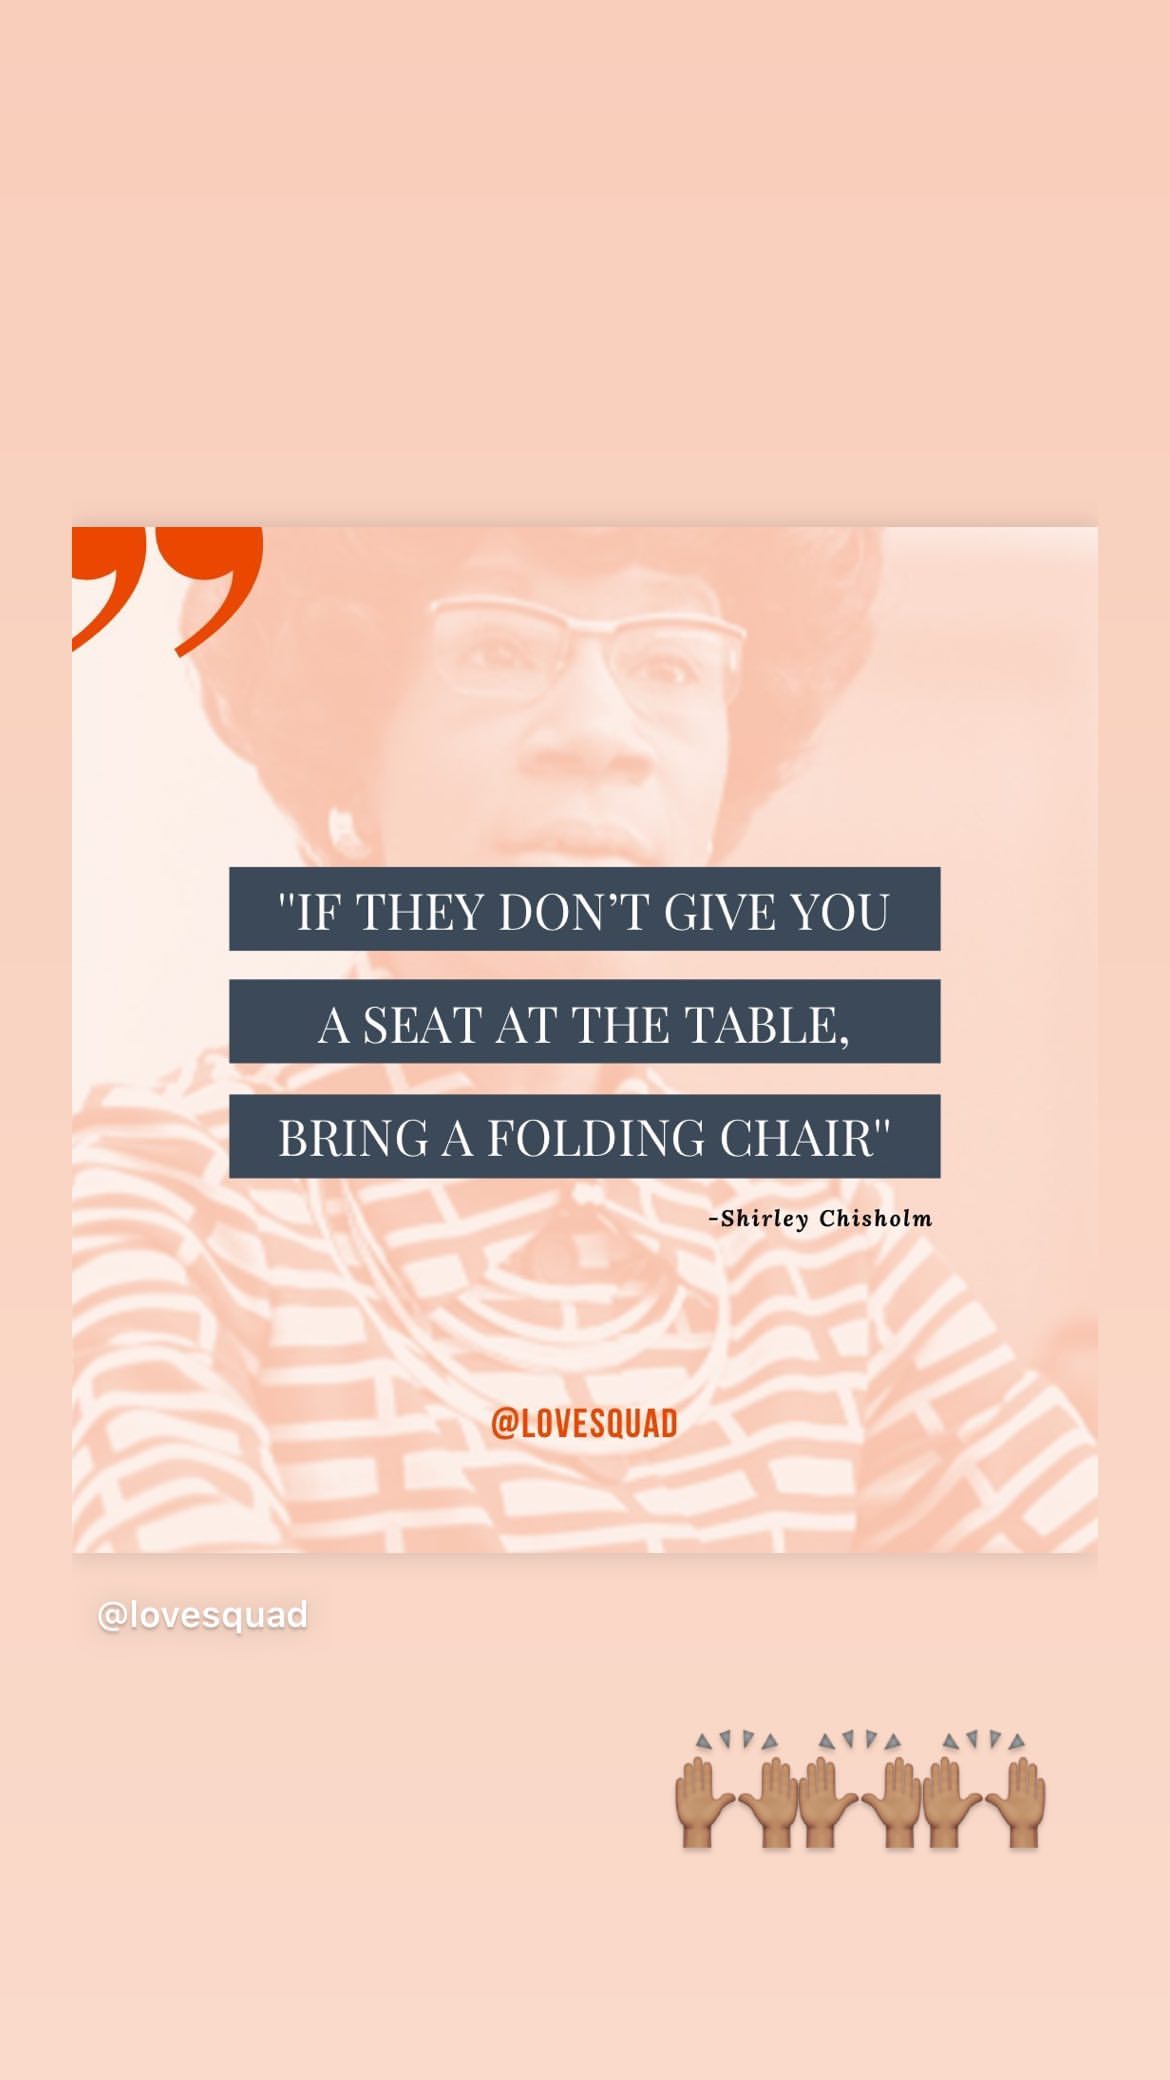 "IF THEY DON’T GIVE YOU
A SEAT AT THE TABLE,
BRING A FOLDING CHAIR"
-Shirley Chisholm
@LOVESQUAD
@lovesquad